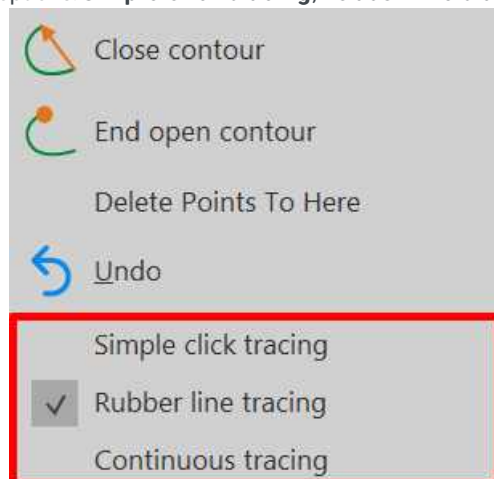 Close contour
End open contour
Delete Points To Here
Undo
Simple click tracing
Rubber line tracing
Continuous tracing